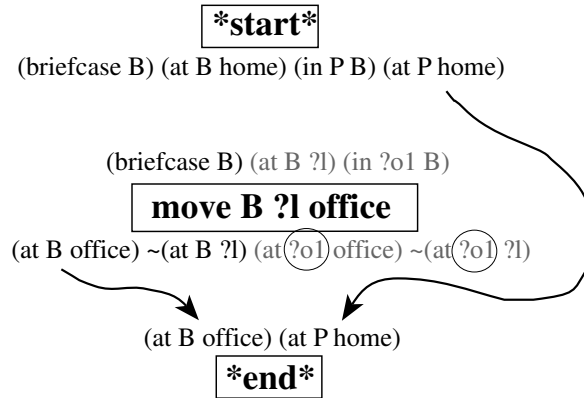 *start*
(briefcase B) (at B home) (in P B) (at P home)
(briefcase B) (at B ?l) (in ?o1 B)
move B ?l office
(at B office) ~(at B ?l) (at ?o1 office) ~(at ?o1 ?l)
(at B office) (at P home)
*end*